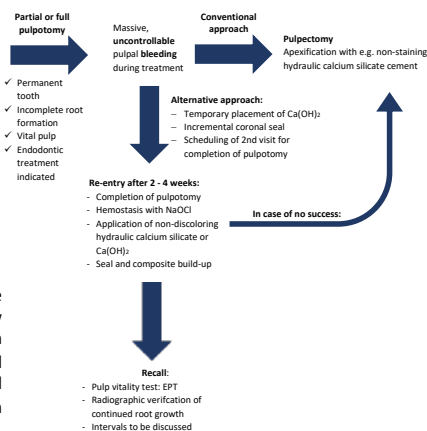 Partial or full
pulpotomy
✓ Permanent
tooth
✓ Incomplete root
formation
✓ Vital pulp
✓ Endodontic
treatment
indicated
Massive,
uncontrollable
pulpal bleeding
during treatment
Conventional
approach
Pulpectomy
Apexification with e.g. non-staining
hydraulic calcium silicate cement
Alternative approach:
– Temporary placement of Ca(OH)₂
– Incremental coronal seal
– Scheduling of 2nd visit for
completion of pulpotomy
Re-entry after 2 - 4 weeks:
- Completion of pulpotomy
- Hemostasis with NaOCl
- Application of non-discoloring
hydraulic calcium silicate or
Ca(OH)₂
- Seal and composite build-up
In case of no success:
Recall:
- Pulp vitality test: EPT
- Radiographic verifcation of
continued root growth
- Intervals to be discussed